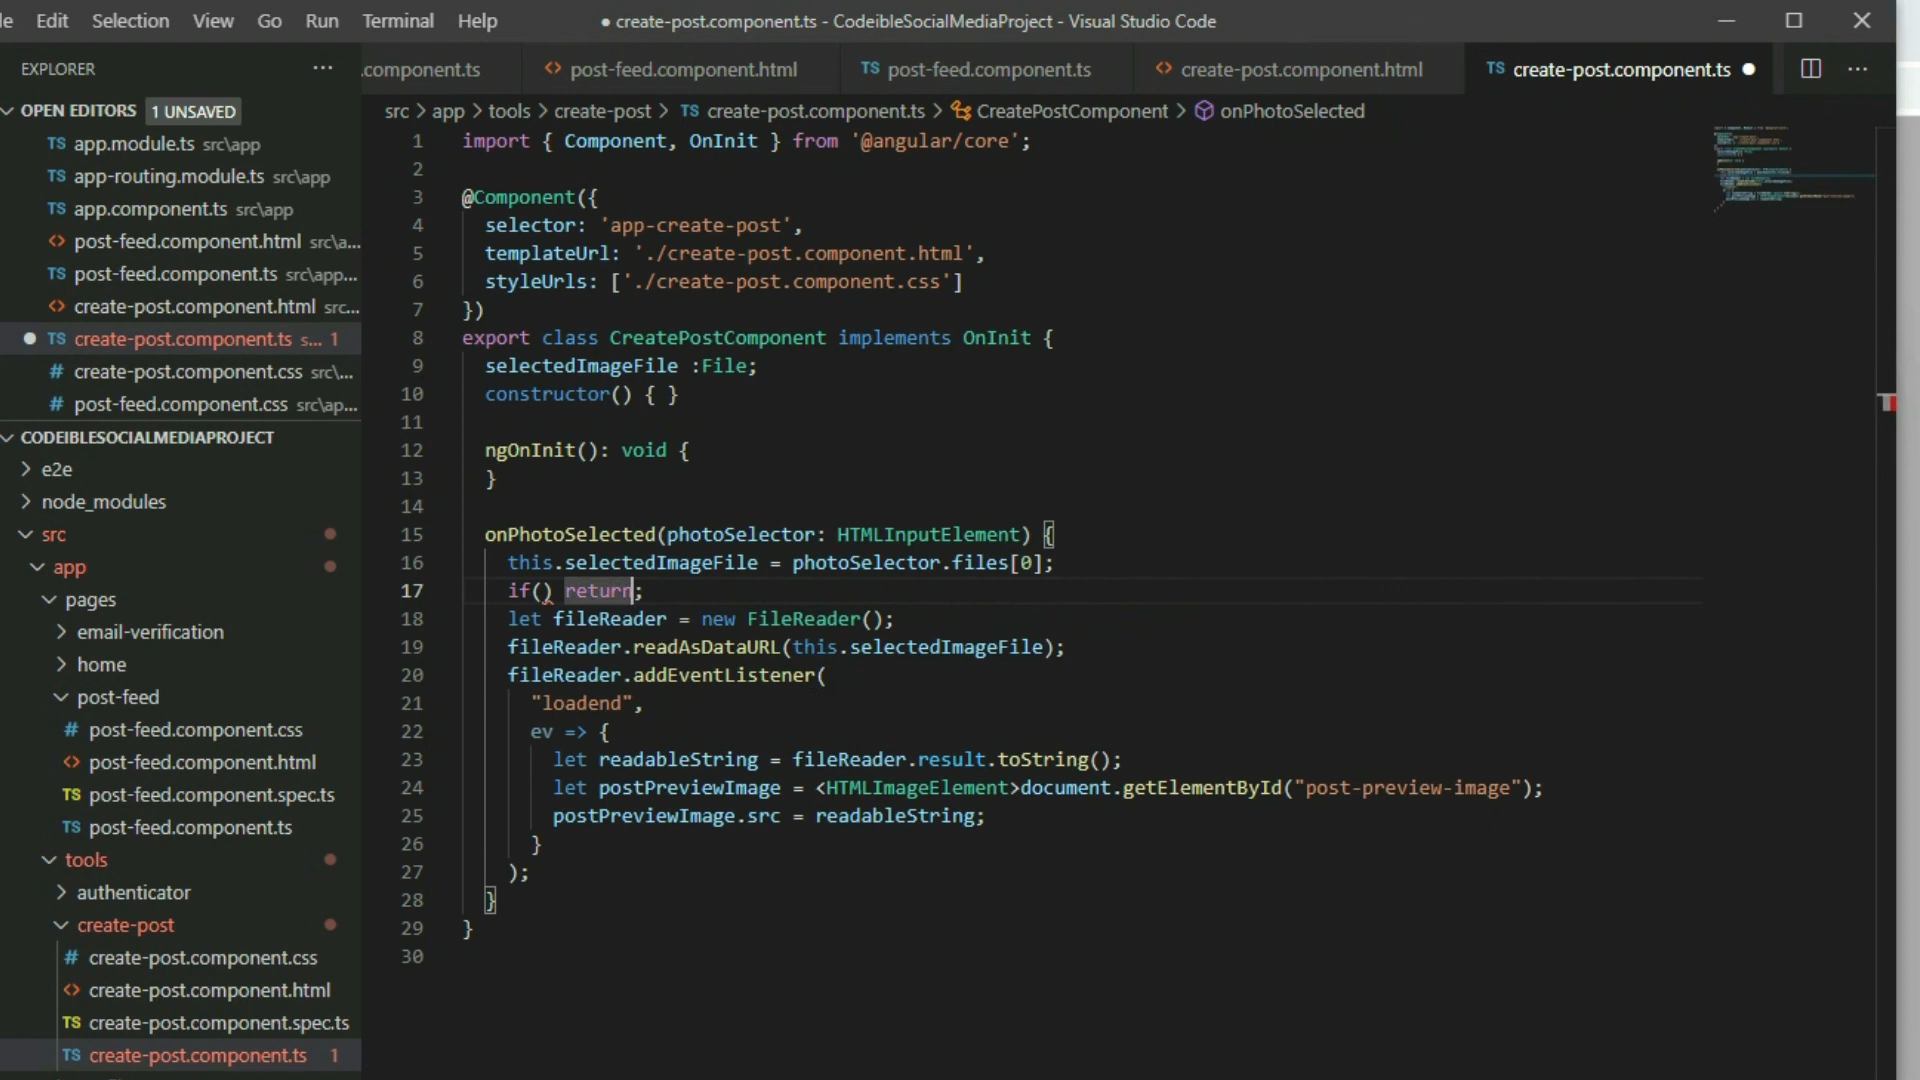 Edit Selection View Go Run Terminal Help ● create-post.component.ts - CodeibleSocialMediaProject - Visual Studio Code
EXPLORER ···
.component.ts <> post-feed.component.html TS post-feed.component.ts <> create-post.component.html TS create-post.component.ts ●
OPEN EDITORS 1 UNSAVED
TS app.module.ts src\app
TS app-routing.module.ts src\app
TS app.component.ts src\app
<> post-feed.component.html src\a...
TS post-feed.component.ts src\app...
<> create-post.component.html src...
● TS create-post.component.ts s... 1
# create-post.component.css src\...
# post-feed.component.css src\ap...
CODEIBLESOCIALMEDIAPROJECT
> e2e
> node_modules
src
app
pages
> email-verification
> home
post-feed
# post-feed.component.css
<> post-feed.component.html
TS post-feed.component.spec.ts
TS post-feed.component.ts
tools
> authenticator
create-post
# create-post.component.css
<> create-post.component.html
TS create-post.component.spec.ts
TS create-post.component.ts 1
src > app > tools > create-post > TS create-post.component.ts > CreatePostComponent > onPhotoSelected
1 import { Component, OnInit } from '@angular/core';
2
3 @Component({
4 selector: 'app-create-post',
5 templateUrl: './create-post.component.html',
6 styleUrls: ['./create-post.component.css']
7 })
8 export class CreatePostComponent implements OnInit {
9 selectedImageFile :File;
10 constructor() { }
11
12 ngOnInit(): void {
13 }
14
15 onPhotoSelected(photoSelector: HTMLInputElement) {
16 this.selectedImageFile = photoSelector.files[0];
17 if() return;
18 let fileReader = new FileReader();
19 fileReader.readAsDataURL(this.selectedImageFile);
20 fileReader.addEventListener(
21 "loadend",
22 ev => {
23 let readableString = fileReader.result.toString();
24 let postPreviewImage = <HTMLImageElement>document.getElementById("post-preview-image");
25 postPreviewImage.src = readableString;
26 }
27 );
28 }
29 }
30